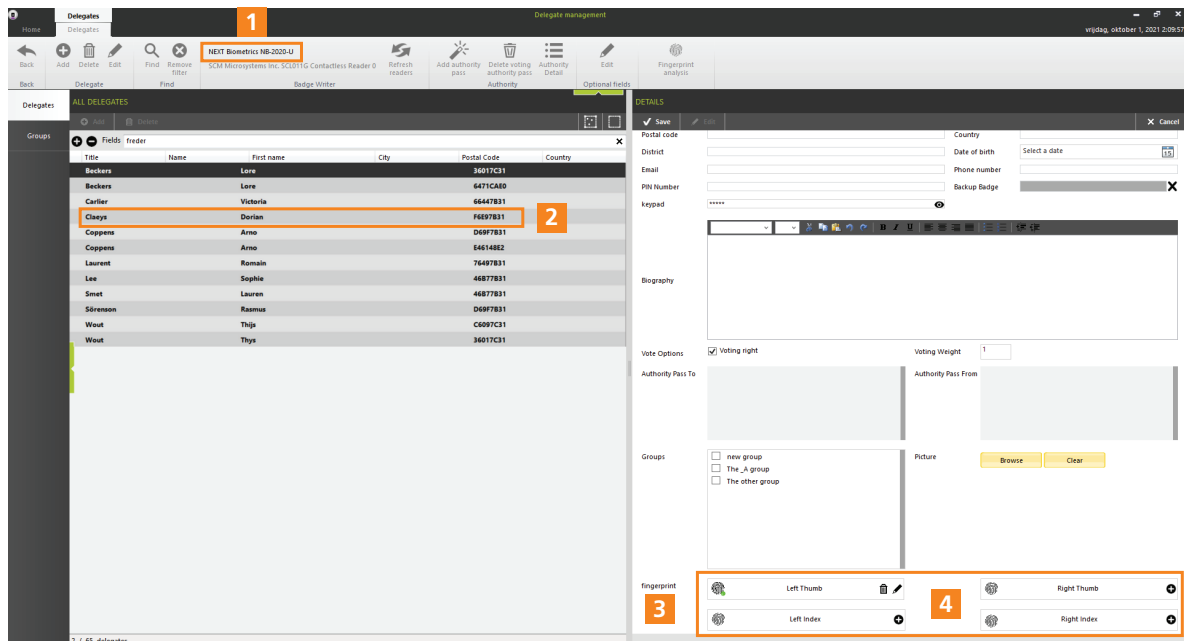 Delegates
Delegate management
Home
Delegates
vrijdag, oktober 1, 2021 2:09:57
1
Back
Add
Delete
Edit
Find
Remove filter
NEXT Biometrics NB-2020-U
SCM Microsystems Inc. SCL011G Contactless Reader 0
Refresh readers
Add authority pass
Delete voting authority pass
Authority Detail
Edit
Fingerprint analysis
Back
Delegate
Find
Badge Writer
Authority
Optional fields
Delegates
Groups
ALL DELEGATES
Add
Delete
Fields freder
Title Name First name City Postal Code Country
Beckers Lore 36017C31
Beckers Lore 6471CAE0
Carlier Victoria 66447B31
Claeys Dorian F6E97B31
2
Coppens Arno D69F7B31
Coppens Arno E46148E2
Laurent Romain 76497B31
Lee Sophie 46B77B31
Smet Lauren 46B77B31
Sörenson Rasmus D69F7B31
Wout Thijs C6097C31
Wout Thys 36017C31
2 / 65 delegates
DETAILS
Save
Edit
Cancel
Postal code
Country
District
Date of birth
Select a date
15
Email
Phone number
PIN Number
Backup Badge
keypad
*****
B I U
Biography
Vote Options
Voting right
Voting Weight
1
Authority Pass To
Authority Pass From
Groups
new group
The _A group
The other group
Picture
Browse
Clear
fingerprint
3
Left Thumb
4
Right Thumb
Left Index
Right Index